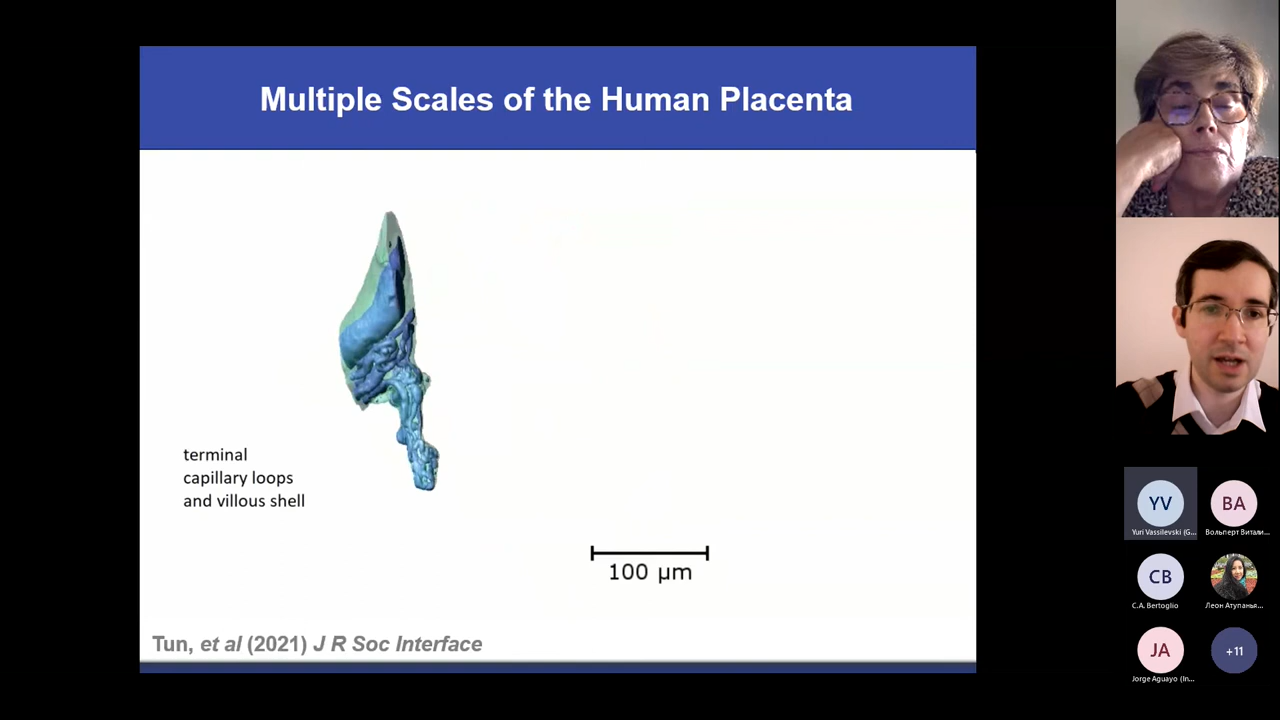 Multiple Scales of the Human Placenta
terminal
capillary loops
and villous shell
100 µm
Tun, et al (2021) J R Soc Interface
YV
Yuri Vassilevski (G...
BA
Вольперт Витали...
CB
C.A. Bertoglio
Леон Атупанья...
JA
Jorge Aguayo (In...
+11